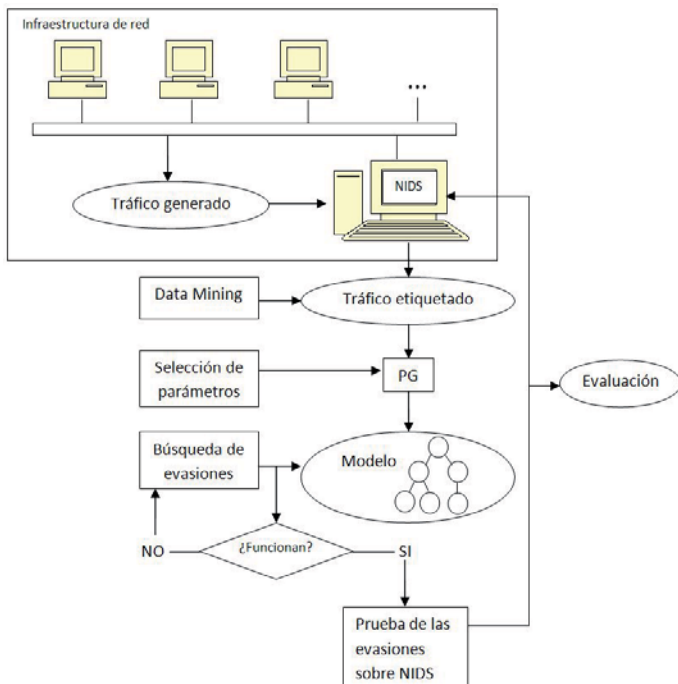 Infraestructura de red
...
NIDS
Tráfico generado
Data Mining
Tráfico etiquetado
Selección de
parámetros
PG
Evaluación
Búsqueda de
evasiones
Modelo
¿Funcionan?
NO
SI
Prueba de las
evasiones
sobre NIDS